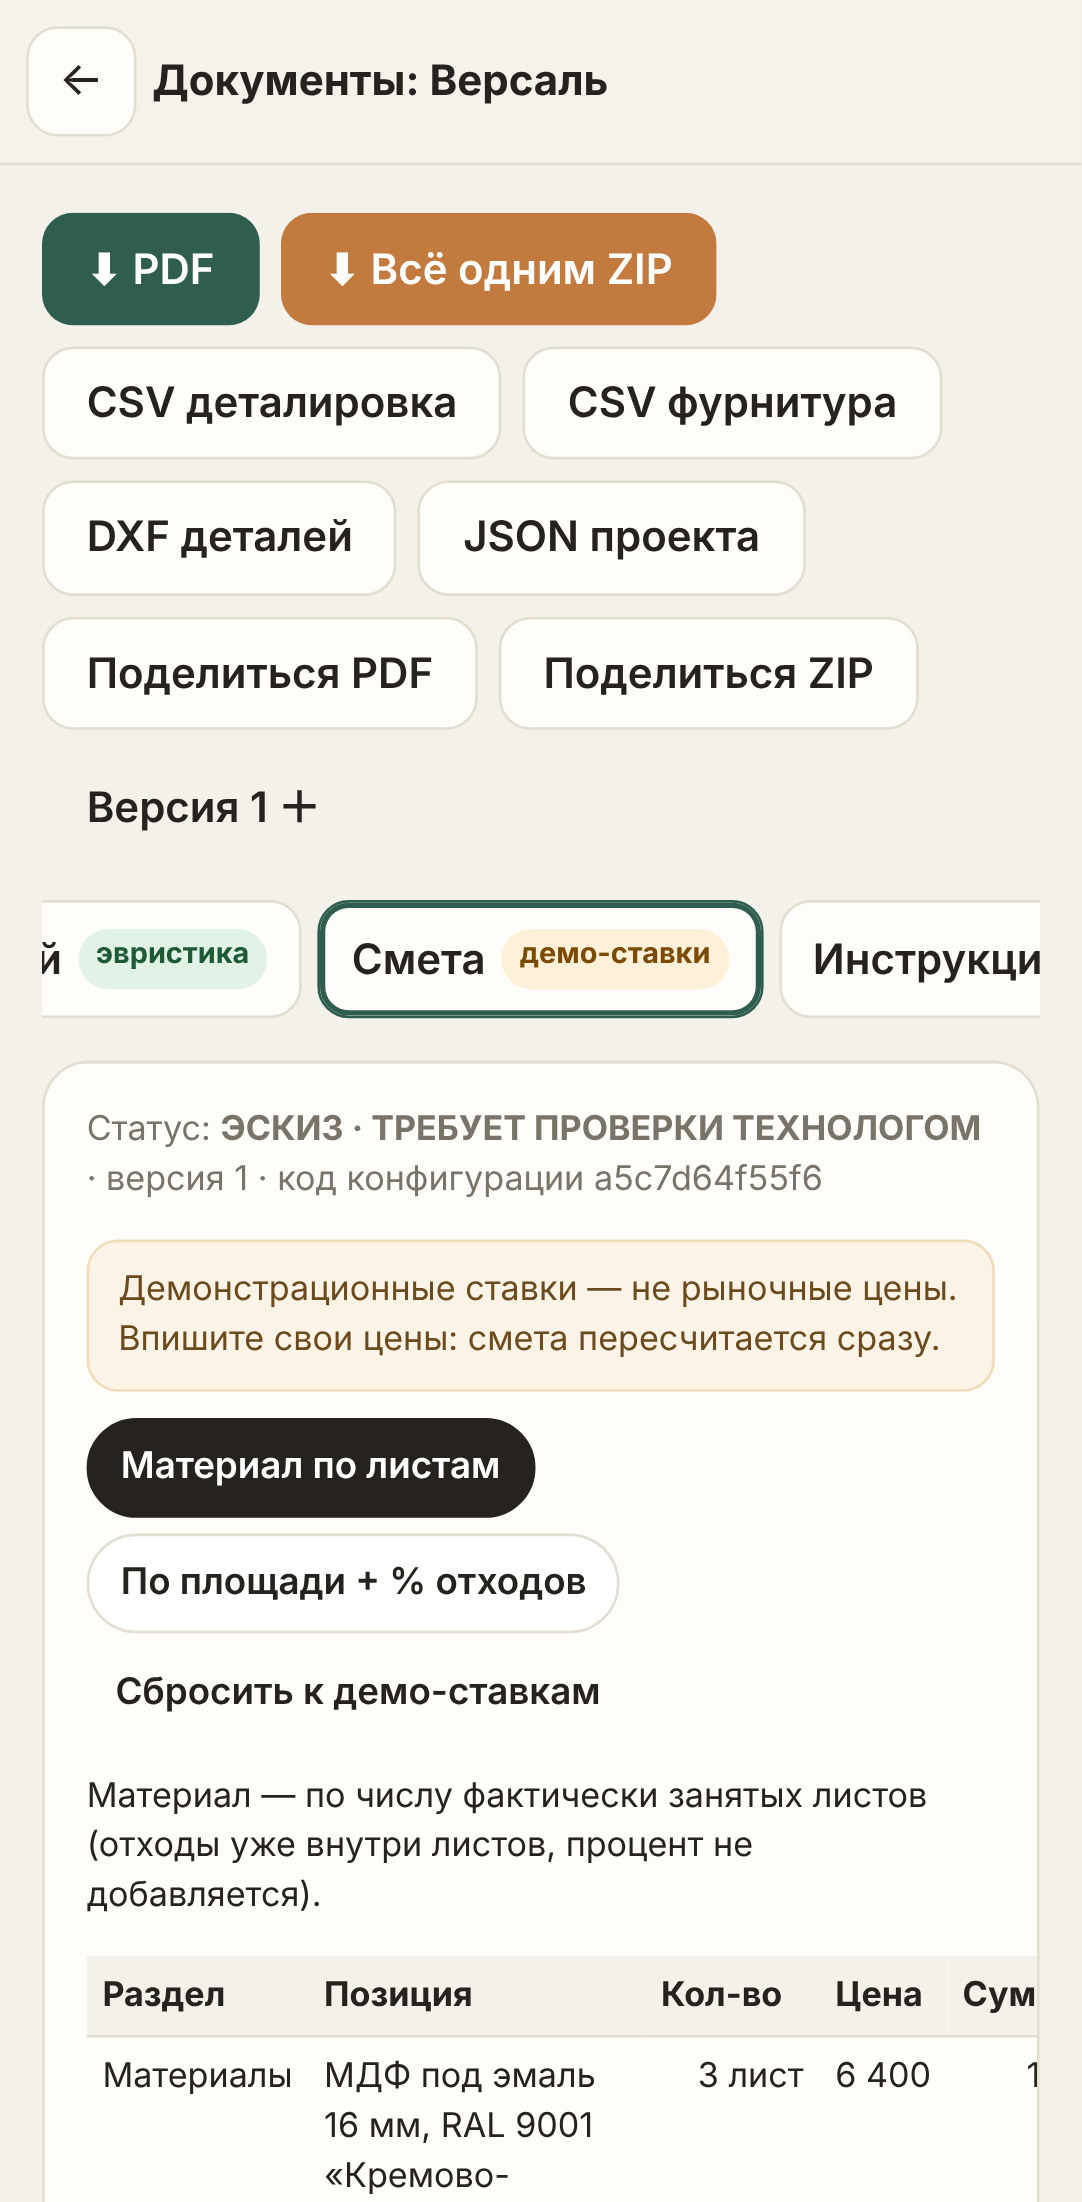 ← Документы: Версаль
⬇ PDF
⬇ Всё одним ZIP
CSV деталировка
CSV фурнитура
DXF деталей
JSON проекта
Поделиться PDF
Поделиться ZIP
Версия 1 +
й эвристика
Смета демо-ставки
Инструкци
Статус: ЭСКИЗ · ТРЕБУЕТ ПРОВЕРКИ ТЕХНОЛОГОМ
· версия 1 · код конфигурации a5c7d64f55f6
Демонстрационные ставки — не рыночные цены.
Впишите свои цены: смета пересчитается сразу.
Материал по листам
По площади + % отходов
Сбросить к демо-ставкам
Материал — по числу фактически занятых листов
(отходы уже внутри листов, процент не
добавляется).
Раздел Позиция Кол-во Цена Сум
Материалы МДФ под эмаль 3 лист 6 400 1
16 мм, RAL 9001
«Кремово-